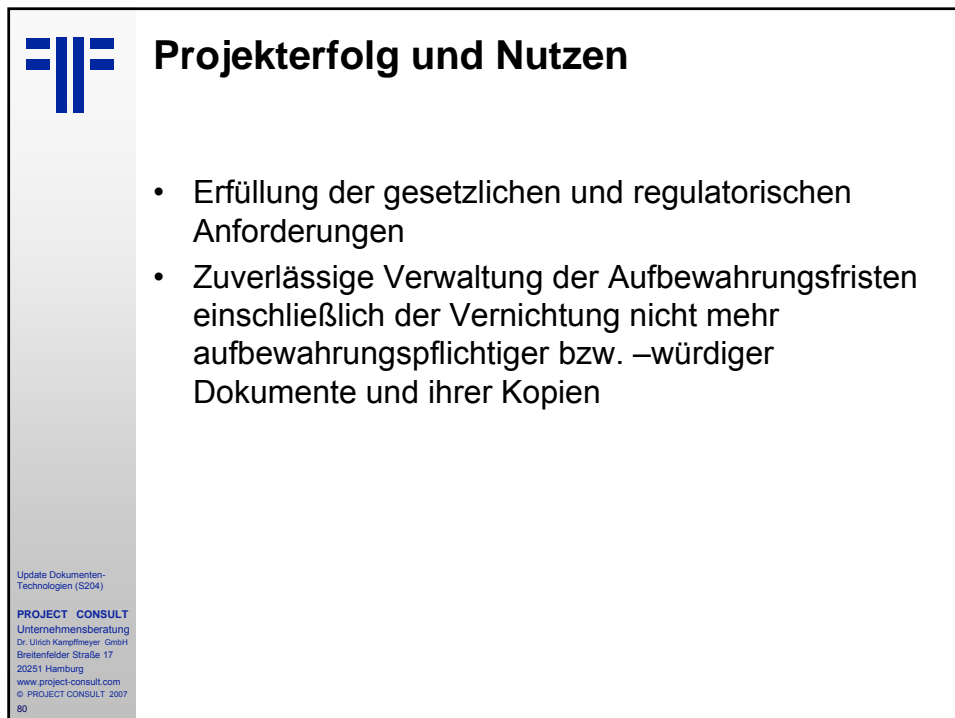 Projekterfolg und Nutzen
• Erfüllung der gesetzlichen und regulatorischen
Anforderungen
• Zuverlässige Verwaltung der Aufbewahrungsfristen
einschließlich der Vernichtung nicht mehr
aufbewahrungspflichtiger bzw. –würdiger
Dokumente und ihrer Kopien
Update Dokumenten-
Technologien (S204)
PROJECT CONSULT
Unternehmensberatung
Dr. Ulrich Kampffmeyer GmbH
Breitenfelder Straße 17
20251 Hamburg
www.project-consult.com
© PROJECT CONSULT 2007
80